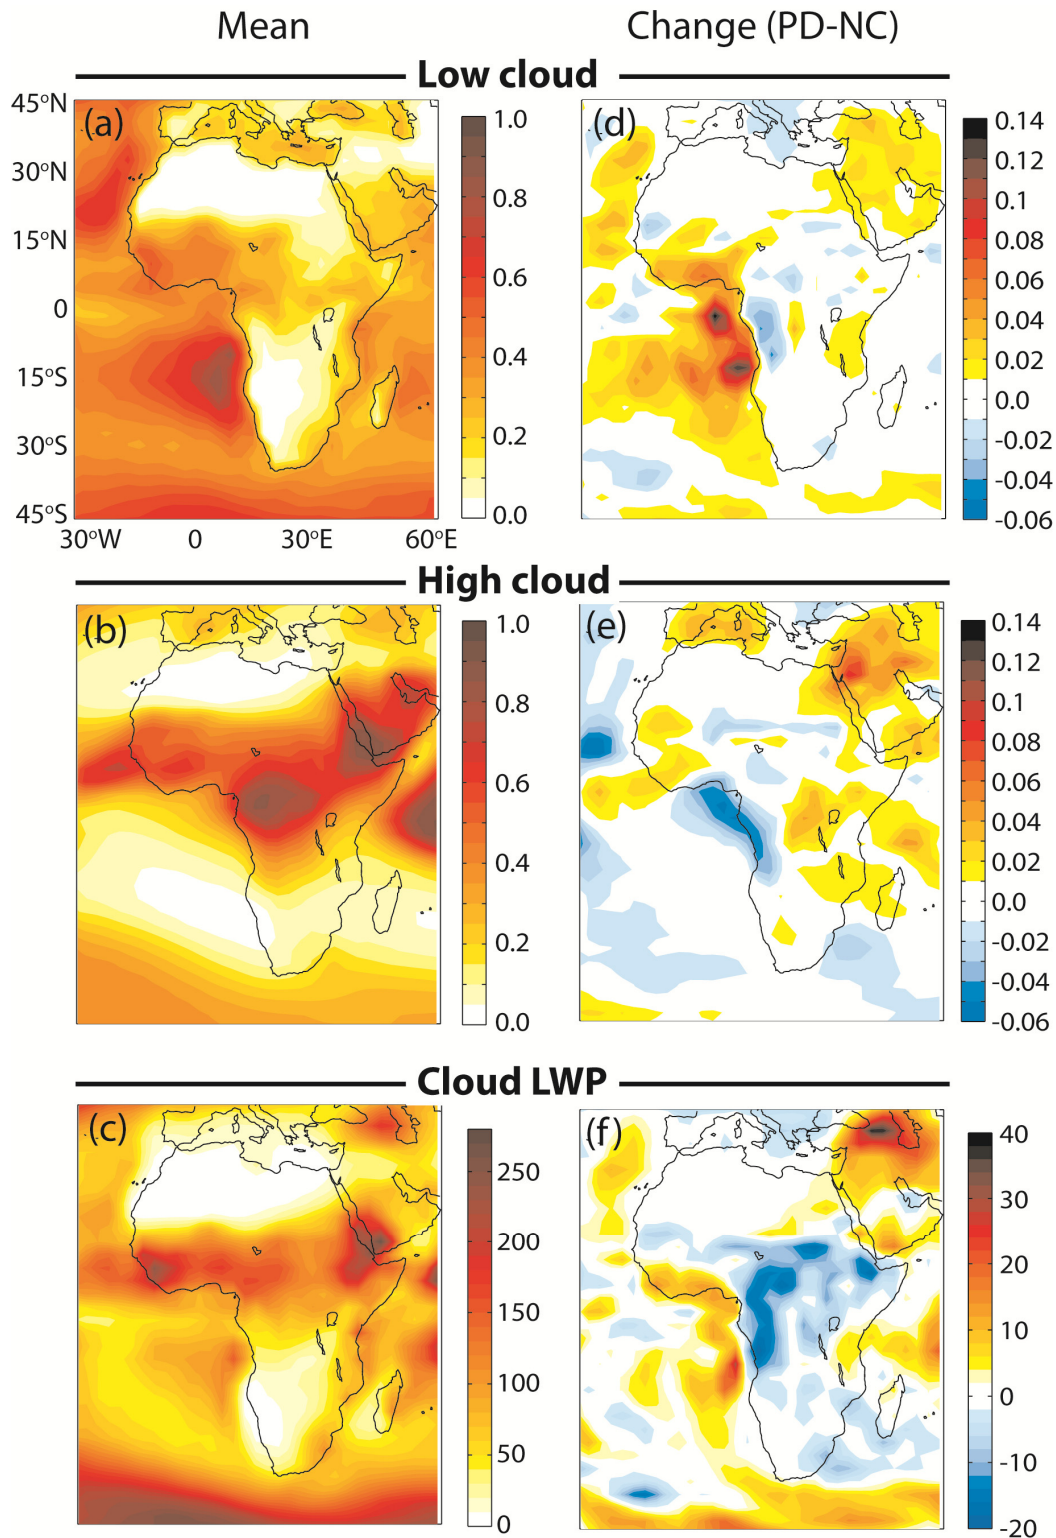 Mean Change (PD-NC)
Low cloud
(a)
45°N
30°N
15°N
0
15°S
30°S
45°S
30°W 0 30°E 60°E
1.0
0.8
0.6
0.4
0.2
0.0
(d)
0.14
0.12
0.1
0.08
0.06
0.04
0.02
0.0
-0.02
-0.04
-0.06
High cloud
(b)
1.0
0.8
0.6
0.4
0.2
0.0
(e)
0.14
0.12
0.1
0.08
0.06
0.04
0.02
0.0
-0.02
-0.04
-0.06
Cloud LWP
(c)
250
200
150
100
50
0
(f)
40
30
20
10
0
-10
-20